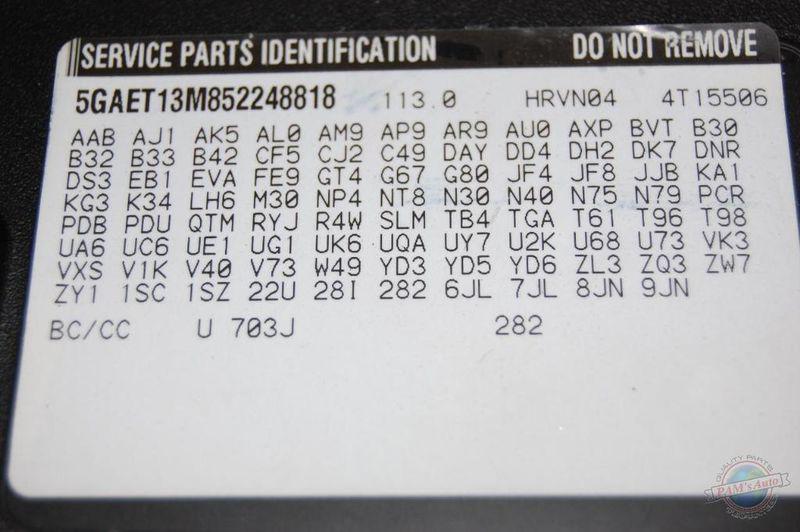 SERVICE PARTS IDENTIFICATION DO NOT REMOVE
5GAET13M852248818 113.0 HRVN04 4T15506
AAB AJ1 AK5 AL0 AM9 AP9 AR9 AU0 AXP BVT B30
B32 B33 B42 CF5 CJ2 C49 DAY DD4 DH2 DK7 DNR
DS3 EB1 EVA FE9 GT4 G67 G80 JF4 JF8 JJB KA1
KG3 K34 LH6 M30 NP4 NT8 N30 N40 N75 N79 PCR
PDB PDU QTM RYJ R4W SLM TB4 TGA T61 T96 T98
UA6 UC6 UE1 UG1 UK6 UQA UY7 U2K U68 U73 VK3
VXS V1K V40 V73 W49 YD3 YD5 YD6 ZL3 ZQ3 ZW7
ZY1 1SC 1SZ 22U 28I 282 6JL 7JL 8JN 9JN
BC/CC U 703J 282
QUALITY PARTS
PAM's Auto